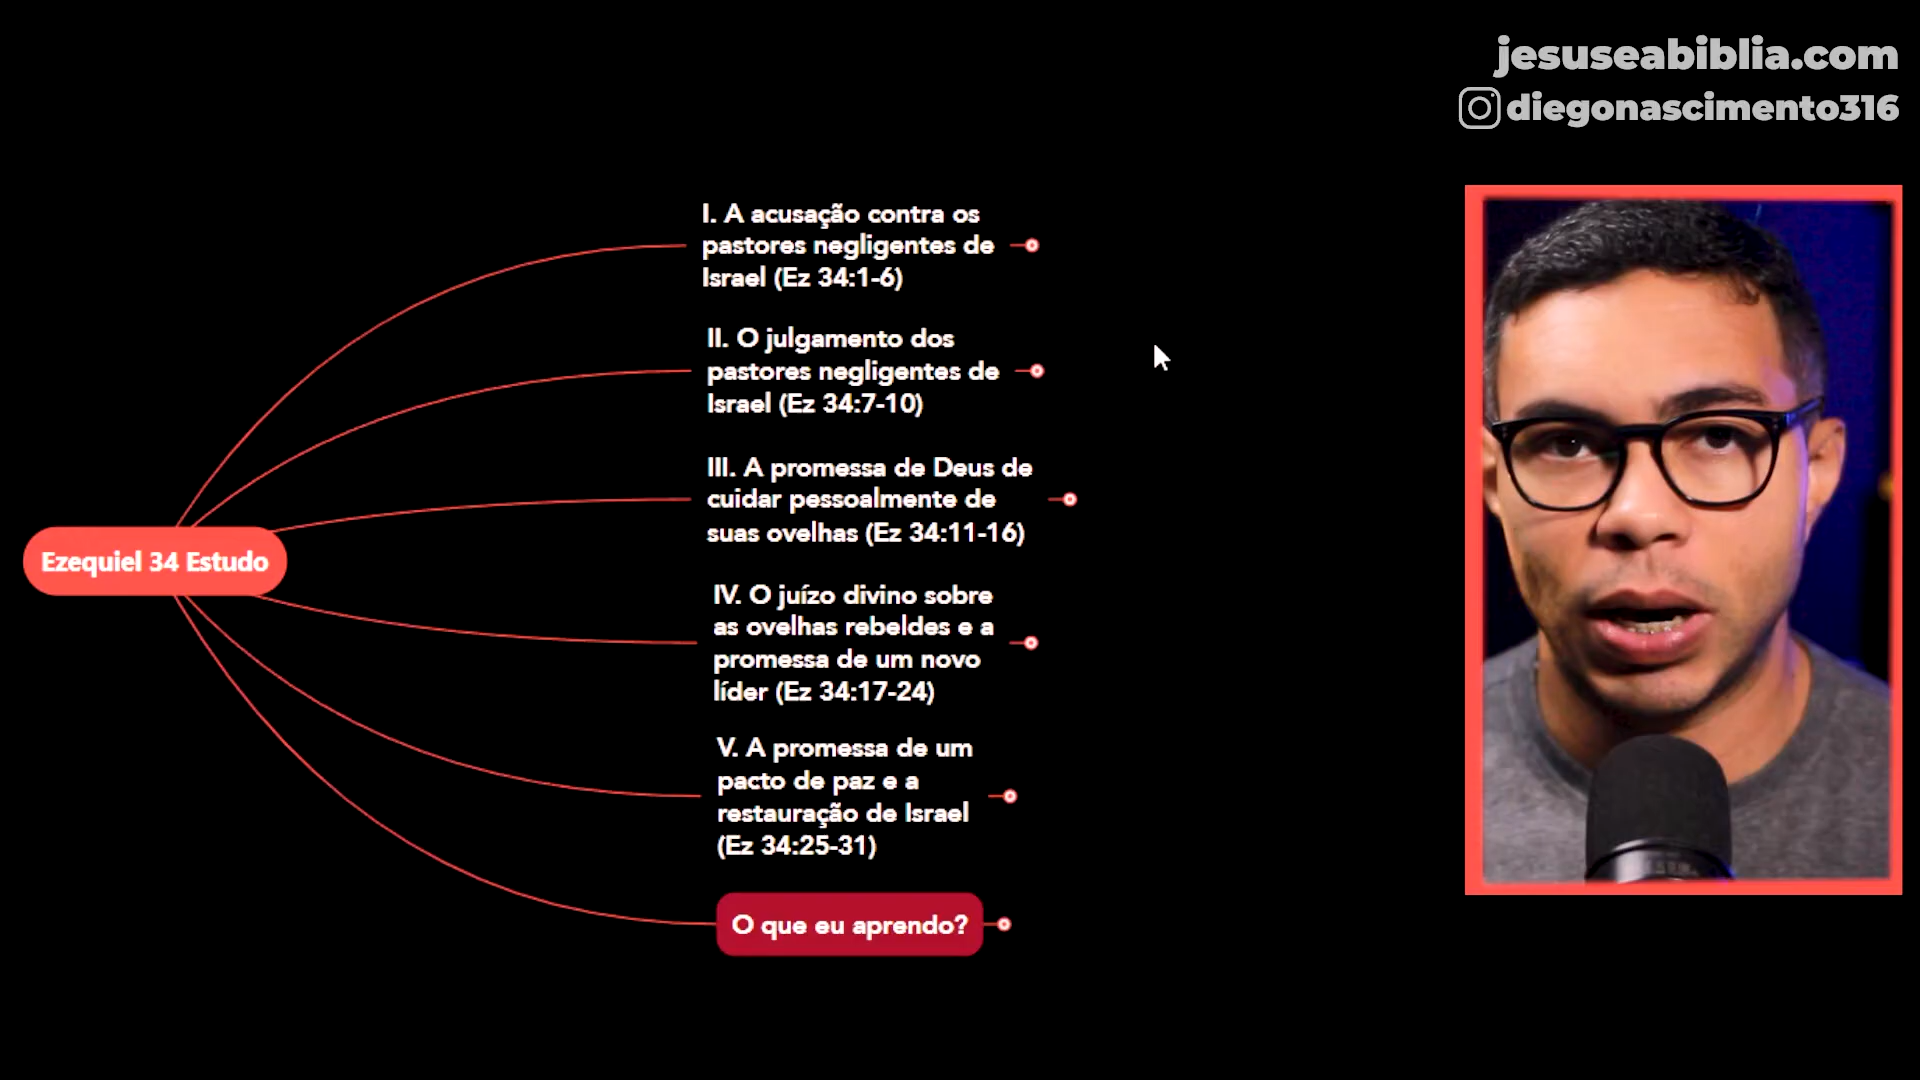 jesuseabiblia.com
diegonascimento316
I. A acusação contra os
pastores negligentes de
Israel (Ez 34:1-6)
II. O julgamento dos
pastores negligentes de
Israel (Ez 34:7-10)
III. A promessa de Deus de
cuidar pessoalmente de
suas ovelhas (Ez 34:11-16)
Ezequiel 34 Estudo
IV. O juízo divino sobre
as ovelhas rebeldes e a
promessa de um novo
líder (Ez 34:17-24)
V. A promessa de um
pacto de paz e a
restauração de Israel
(Ez 34:25-31)
O que eu aprendo?